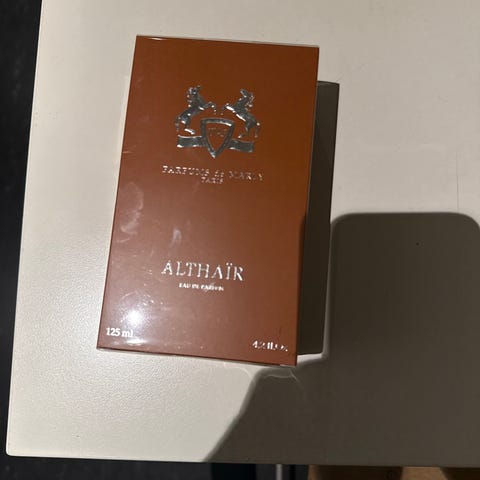 PARFUMS de MARLY
PARIS
ALTHAÏR
EAU DE PARFUM
125 ml
4.2 fl.oz.